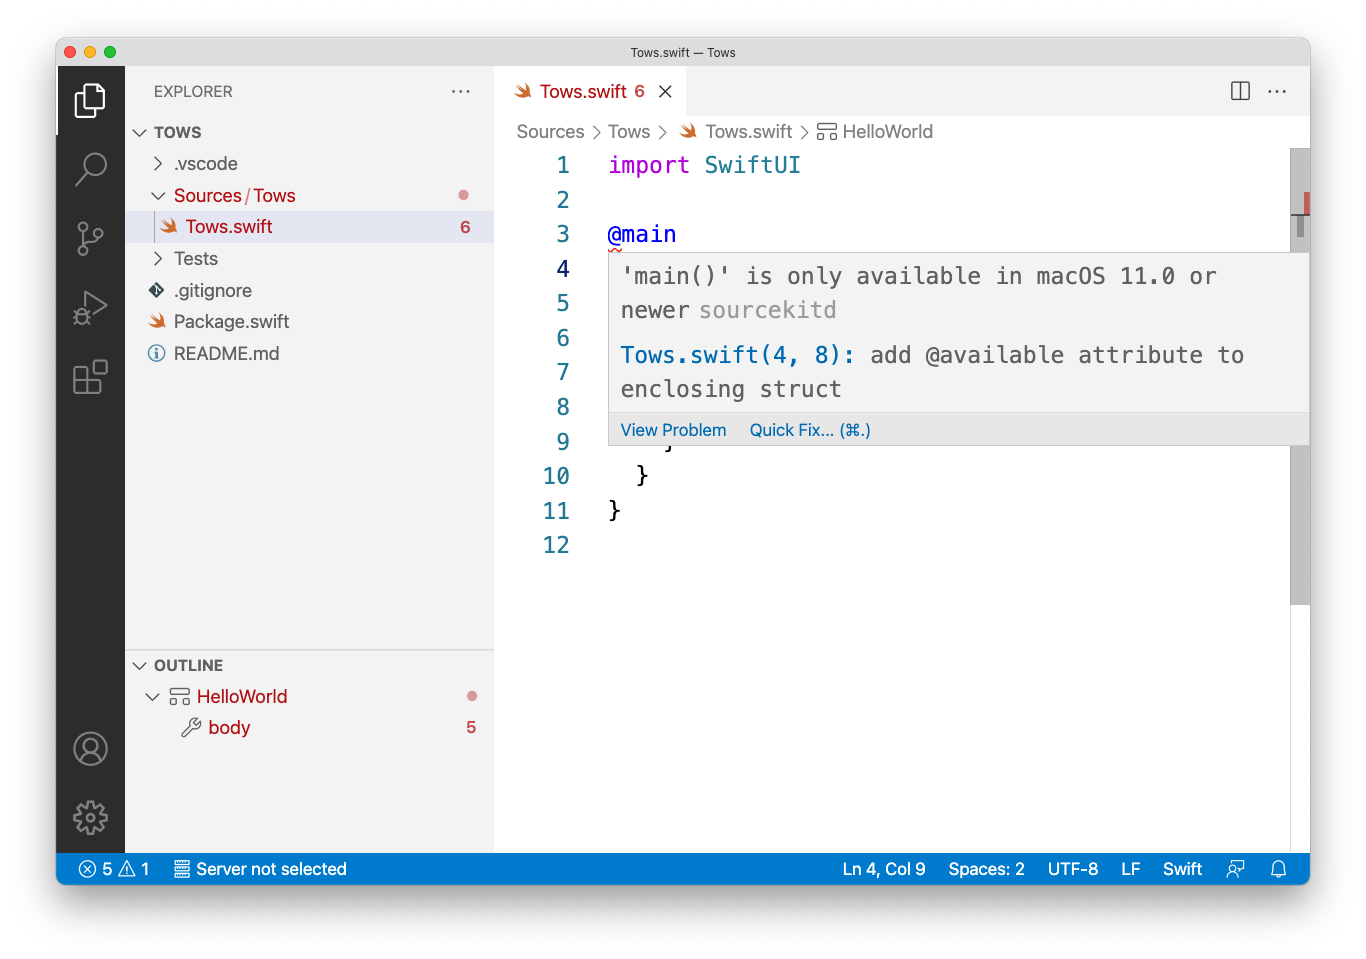 Tows.swift — Tows
EXPLORER
TOWS
.vscode
Sources/Tows
Tows.swift 6
Tests
.gitignore
Package.swift
README.md
OUTLINE
HelloWorld
body 5
Tows.swift 6
Sources > Tows > Tows.swift > HelloWorld
1 import SwiftUI
2
3 @main
4
5
6
7
8
9 }
10 }
11 }
12
'main()' is only available in macOS 11.0 or
newer sourcekitd
Tows.swift(4, 8): add @available attribute to
enclosing struct
View Problem Quick Fix... (⌘.)
5 1 Server not selected Ln 4, Col 9 Spaces: 2 UTF-8 LF Swift